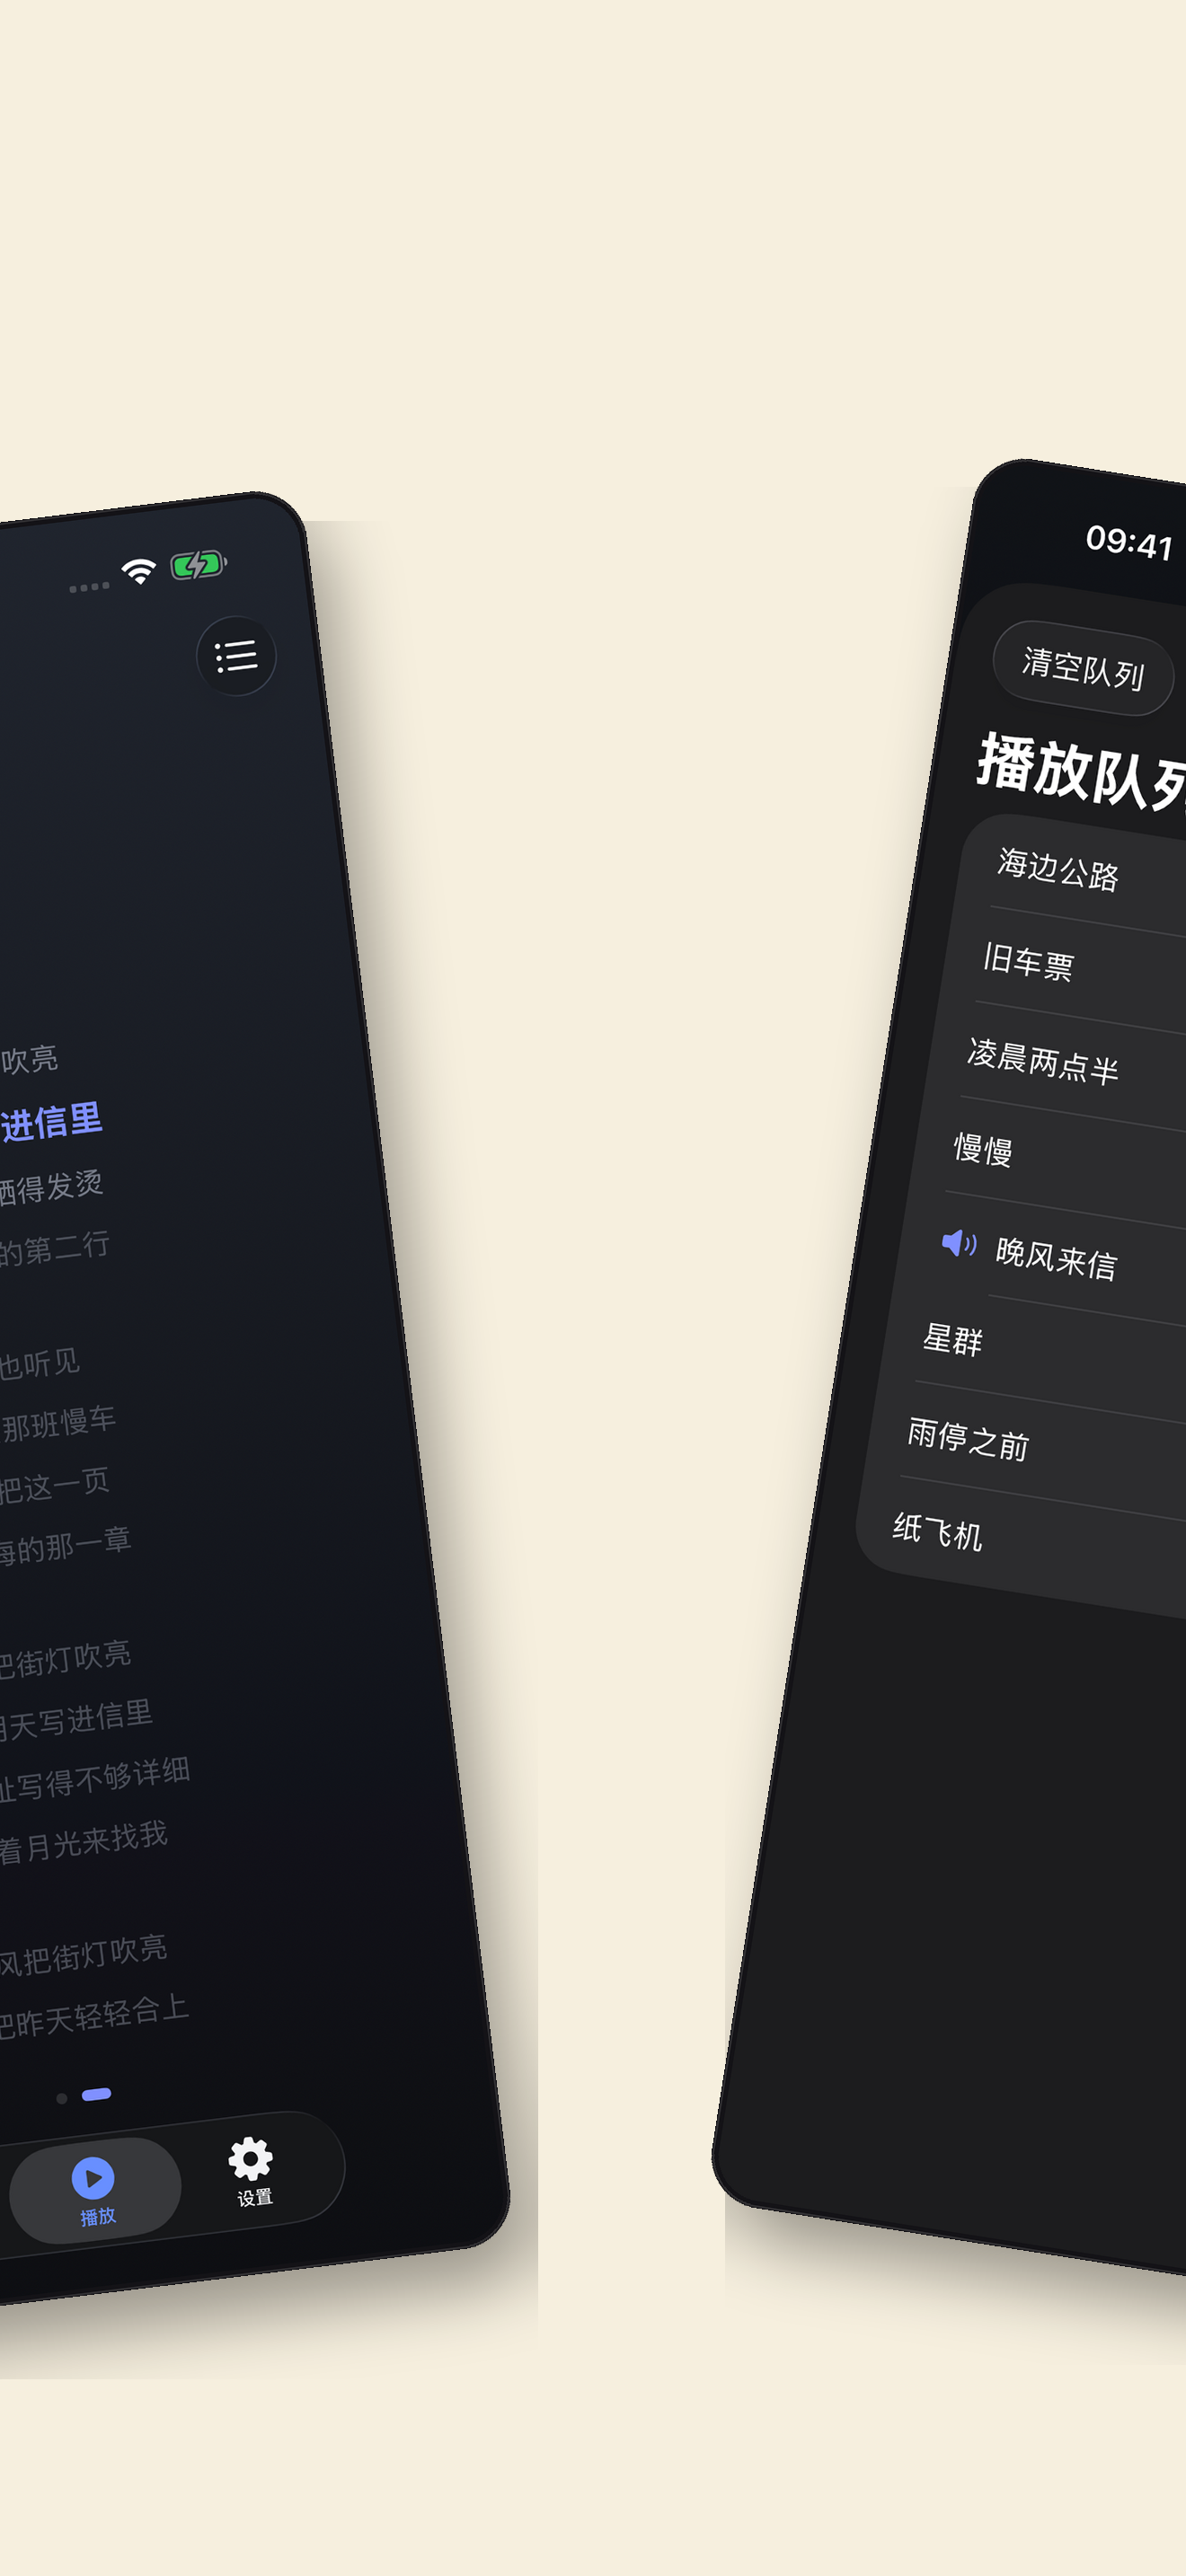 吹亮
进信里
晒得发烫
的第二行
也听见
那班慢车
把这一页
的那一章
把街灯吹亮
天写进信里
址写得不够详细
着月光来找我
风把街灯吹亮
把昨天轻轻合上
播放
设置
09:41
清空队列
播放队列
海边公路
旧车票
凌晨两点半
慢慢
晚风来信
星群
雨停之前
纸飞机